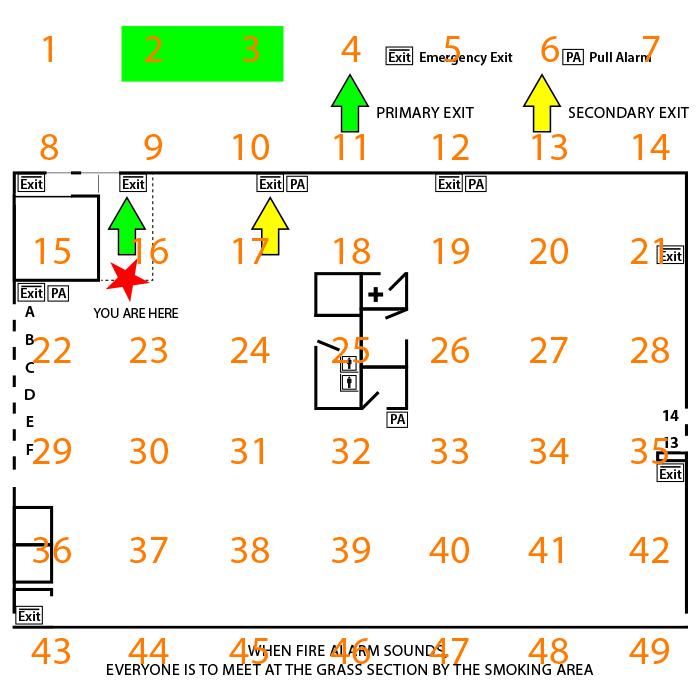 1 2 3 4 5 6 7
Exit Emergency Exit PA Pull Alarm
PRIMARY EXIT SECONDARY EXIT
8 9 10 11 12 13 14
Exit Exit Exit PA Exit PA
15 16 17 18 19 20 21 Exit
Exit PA
YOU ARE HERE
A
B
22 23 24 25 26 27 28
C
D
E
14
13
F
29 30 31 32 33 34 35
PA
Exit
36 37 38 39 40 41 42
Exit
43 44 45 46 47 48 49
WHEN FIRE ALARM SOUNDS
EVERYONE IS TO MEET AT THE GRASS SECTION BY THE SMOKING AREA